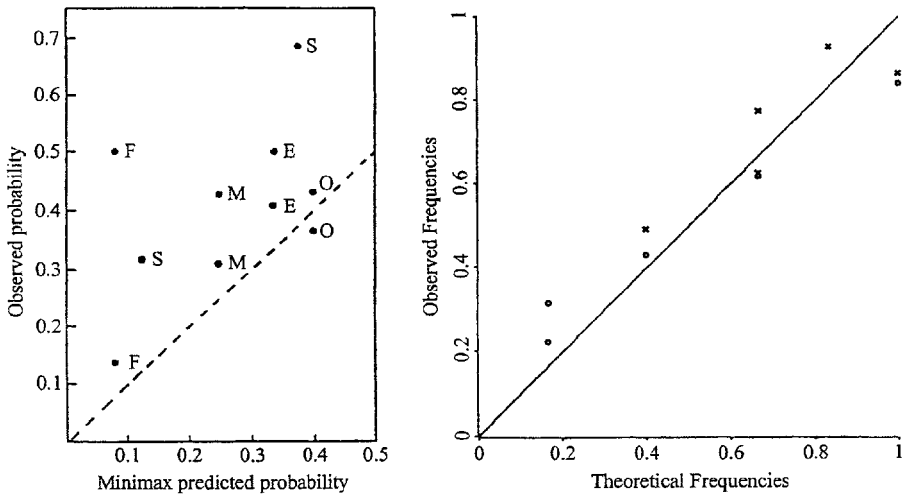 Observed probability
0.7
0.6
0.5
0.4
0.3
0.2
0.1
S
F
E
M
O
E
O
S
M
F
0.1 0.2 0.3 0.4 0.5
Minimax predicted probability
Observed Frequencies
1
0.8
0.6
0.4
0.2
0
0 0.2 0.4 0.6 0.8 1
Theoretical Frequencies